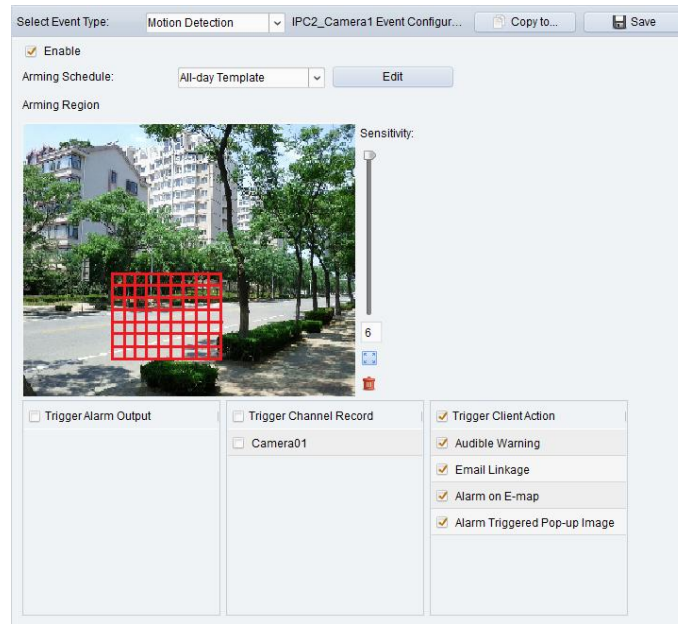 Select Event Type: Motion Detection IPC2_Camera1 Event Configur... Copy to... Save
Enable
Arming Schedule: All-day Template Edit
Arming Region
Sensitivity:
6
Trigger Alarm Output Trigger Channel Record Trigger Client Action
Camera01 Audible Warning
Email Linkage
Alarm on E-map
Alarm Triggered Pop-up Image